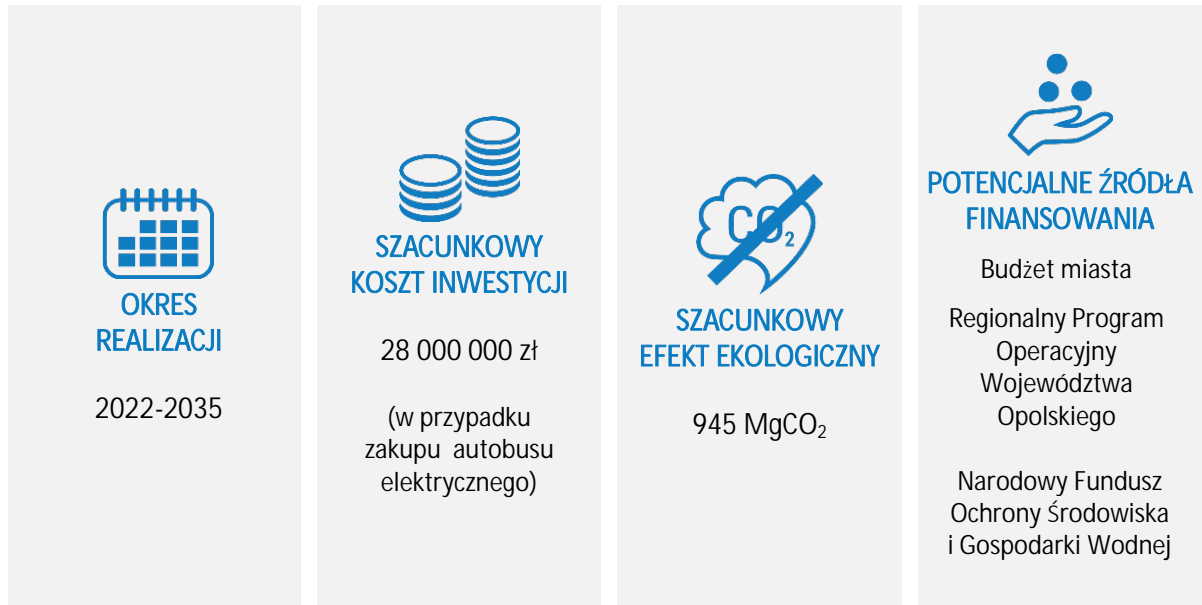 OKRES
REALIZACJI
2022-2035
SZACUNKOWY
KOSZT INWESTYCJI
28 000 000 zł
(w przypadku
zakupu autobusu
elektrycznego)
CO2
SZACUNKOWY
EFEKT EKOLOGICZNY
945 MgCO₂
POTENCJALNE ŹRÓDŁA
FINANSOWANIA
Budżet miasta
Regionalny Program
Operacyjny
Województwa
Opolskiego
Narodowy Fundusz
Ochrony Środowiska
i Gospodarki Wodnej